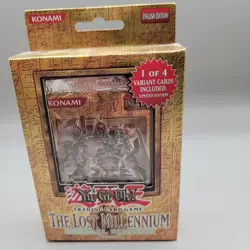 KONAMI
ENGLISH EDITION
1 OF 4
VARIANT CARDS
INCLUDED.
LIMITED EDITION
KONAMI
Yu-Gi-Oh!
TRADING CARD GAME
THE LOST MILLENNIUM